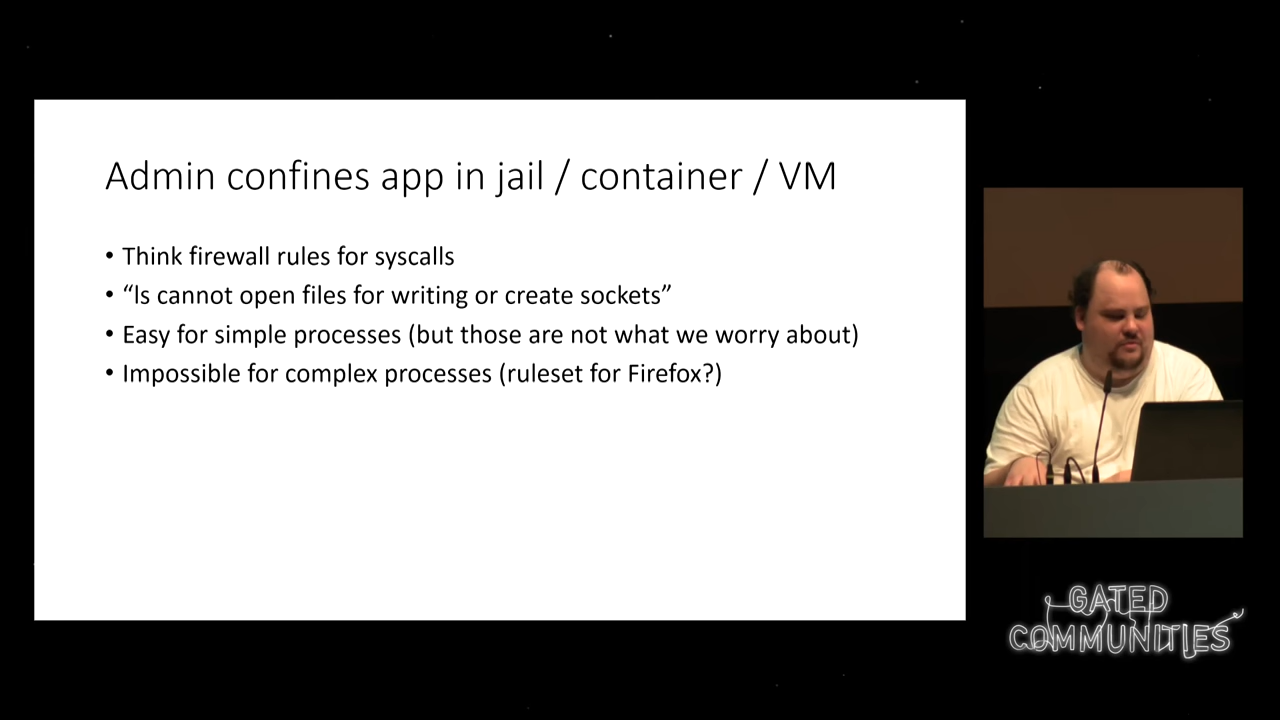 Admin confines app in jail / container / VM
• Think firewall rules for syscalls
• “ls cannot open files for writing or create sockets”
• Easy for simple processes (but those are not what we worry about)
• Impossible for complex processes (ruleset for Firefox?)
GATED
COMMUNITIES